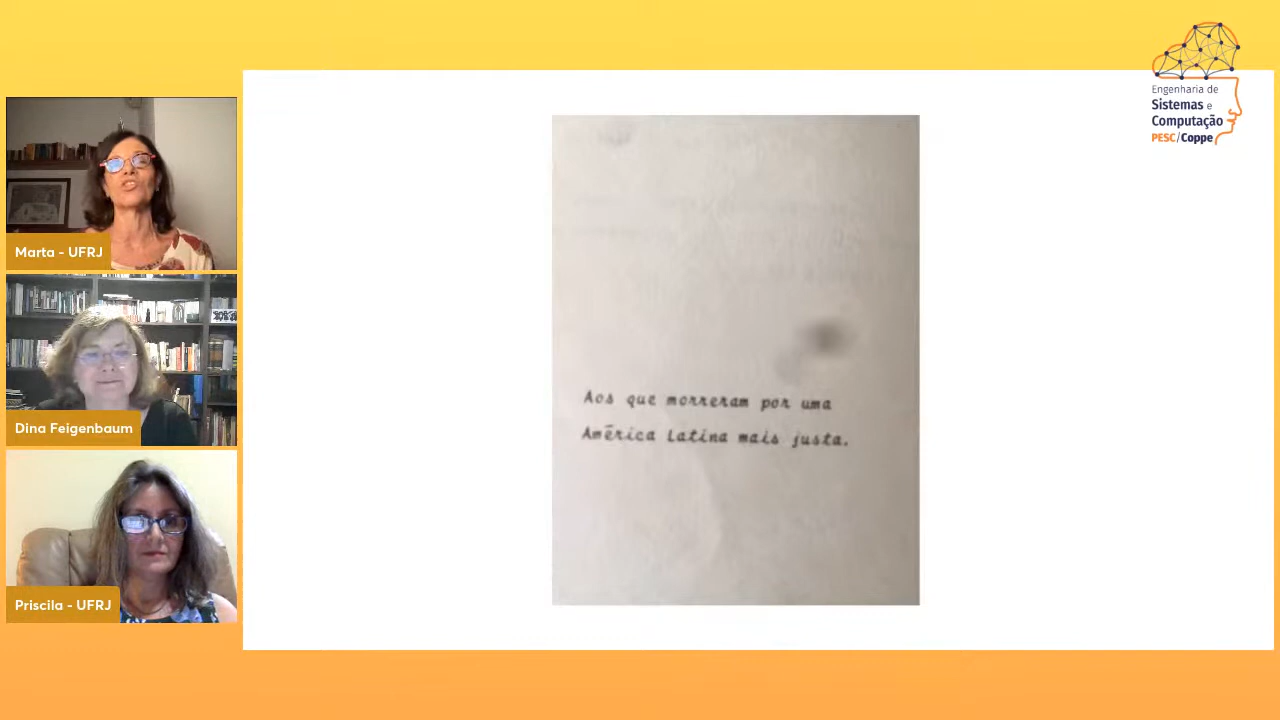 Engenharia de
Sistemas e
Computação
PESC/Coppe
Marta - UFRJ
Dina Feigenbaum
Priscila - UFRJ
Aos que morreram por uma
América Latina mais justa.